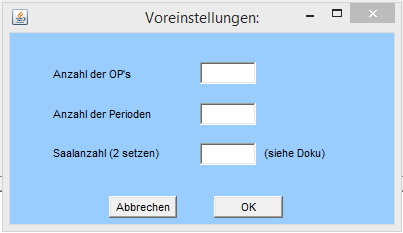 Voreinstellungen:
Anzahl der OP's
Anzahl der Perioden
Saalanzahl (2 setzen) (siehe Doku)
Abbrechen OK